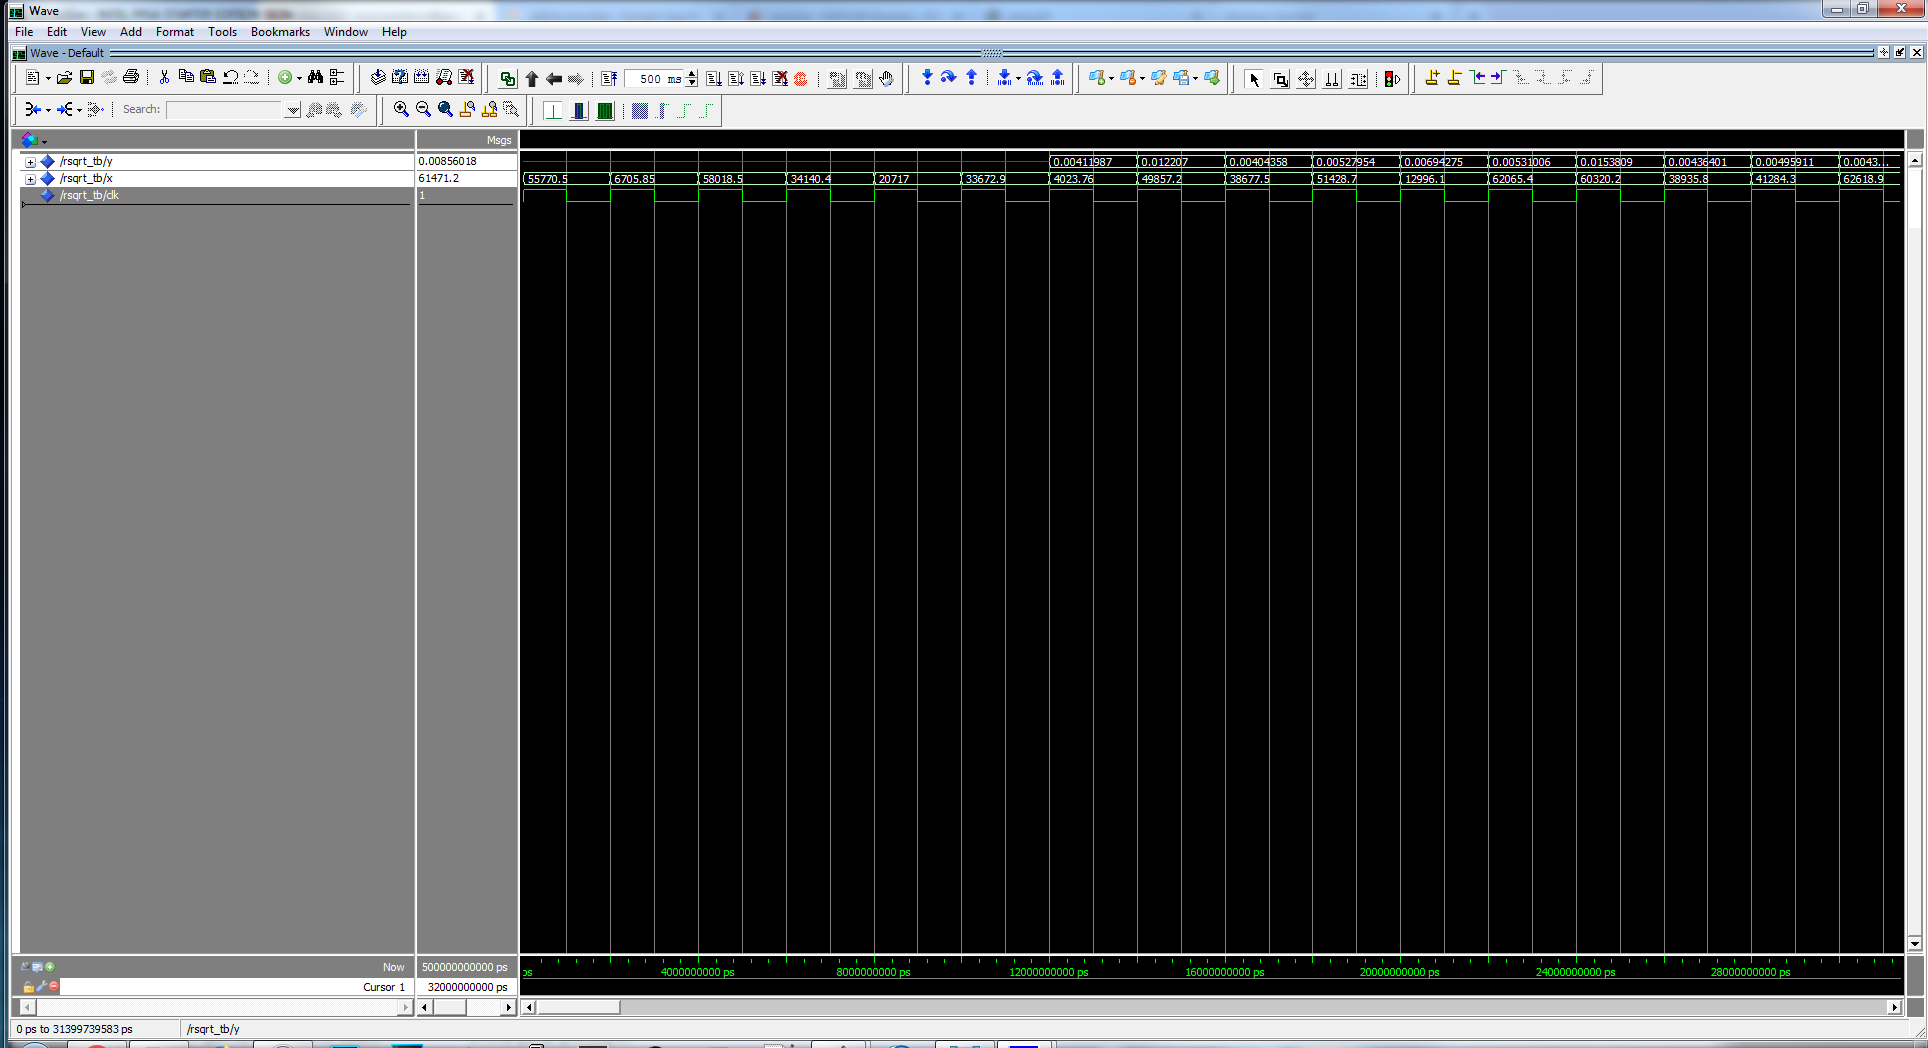 Wave
File Edit View Add Format Tools Bookmarks Window Help
Wave - Default
500 ms
Search:
Msgs
/rsqrt_tb/y 0.00856018 0.00411987 0.012207 0.00404358 0.00527954 0.00694275 0.00531006 0.0153809 0.00436401 0.00495911 0.0043...
/rsqrt_tb/x 61471.2 55770.5 6705.85 58018.5 34140.4 20717 33672.9 4023.76 49857.2 38677.5 51428.7 12996.1 62065.4 60320.2 38935.8 41284.3 62618.9
/rsqrt_tb/clk 1
Now 500000000000 ps ps 4000000000 ps 8000000000 ps 12000000000 ps 16000000000 ps 20000000000 ps 24000000000 ps 28000000000 ps
Cursor 1 32000000000 ps
0 ps to 31399739583 ps /rsqrt_tb/y